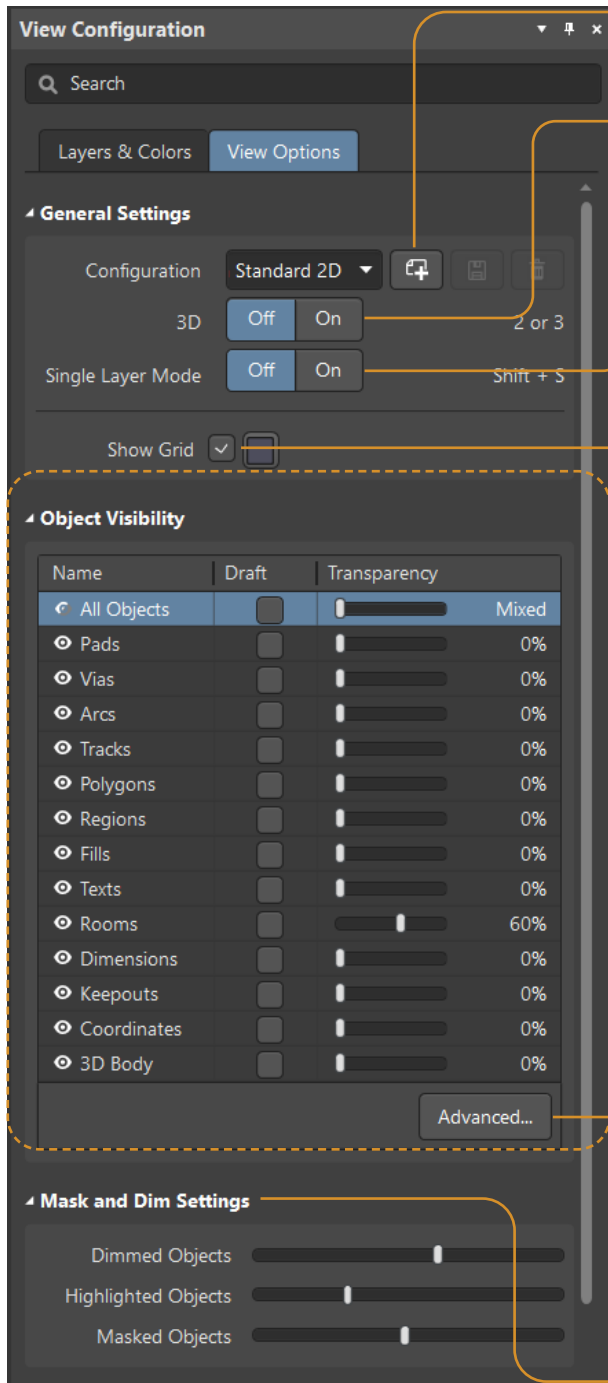 View Configuration
Search
Layers & Colors View Options
General Settings
Configuration Standard 2D
3D Off On 2 or 3
Single Layer Mode Off On Shift + S
Show Grid
Object Visibility
Name Draft Transparency
All Objects Mixed
Pads 0%
Vias 0%
Arcs 0%
Tracks 0%
Polygons 0%
Regions 0%
Fills 0%
Texts 0%
Rooms 60%
Dimensions 0%
Keepouts 0%
Coordinates 0%
3D Body 0%
Advanced...
Mask and Dim Settings
Dimmed Objects
Highlighted Objects
Masked Objects